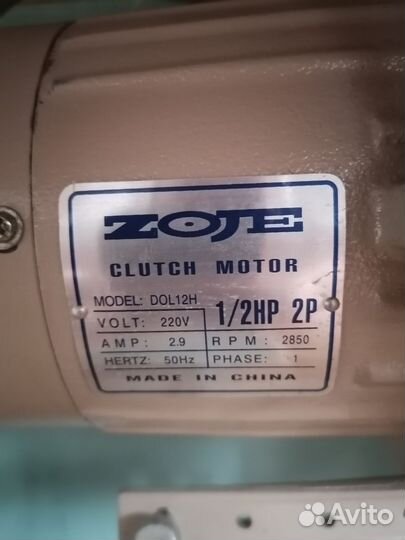 ZOJE
CLUTCH MOTOR
MODEL: DOL12H
1/2HP 2P
VOLT: 220V
AMP: 2.9
RPM: 2850
HERTZ: 50Hz
PHASE: 1
MADE IN CHINA
Avito